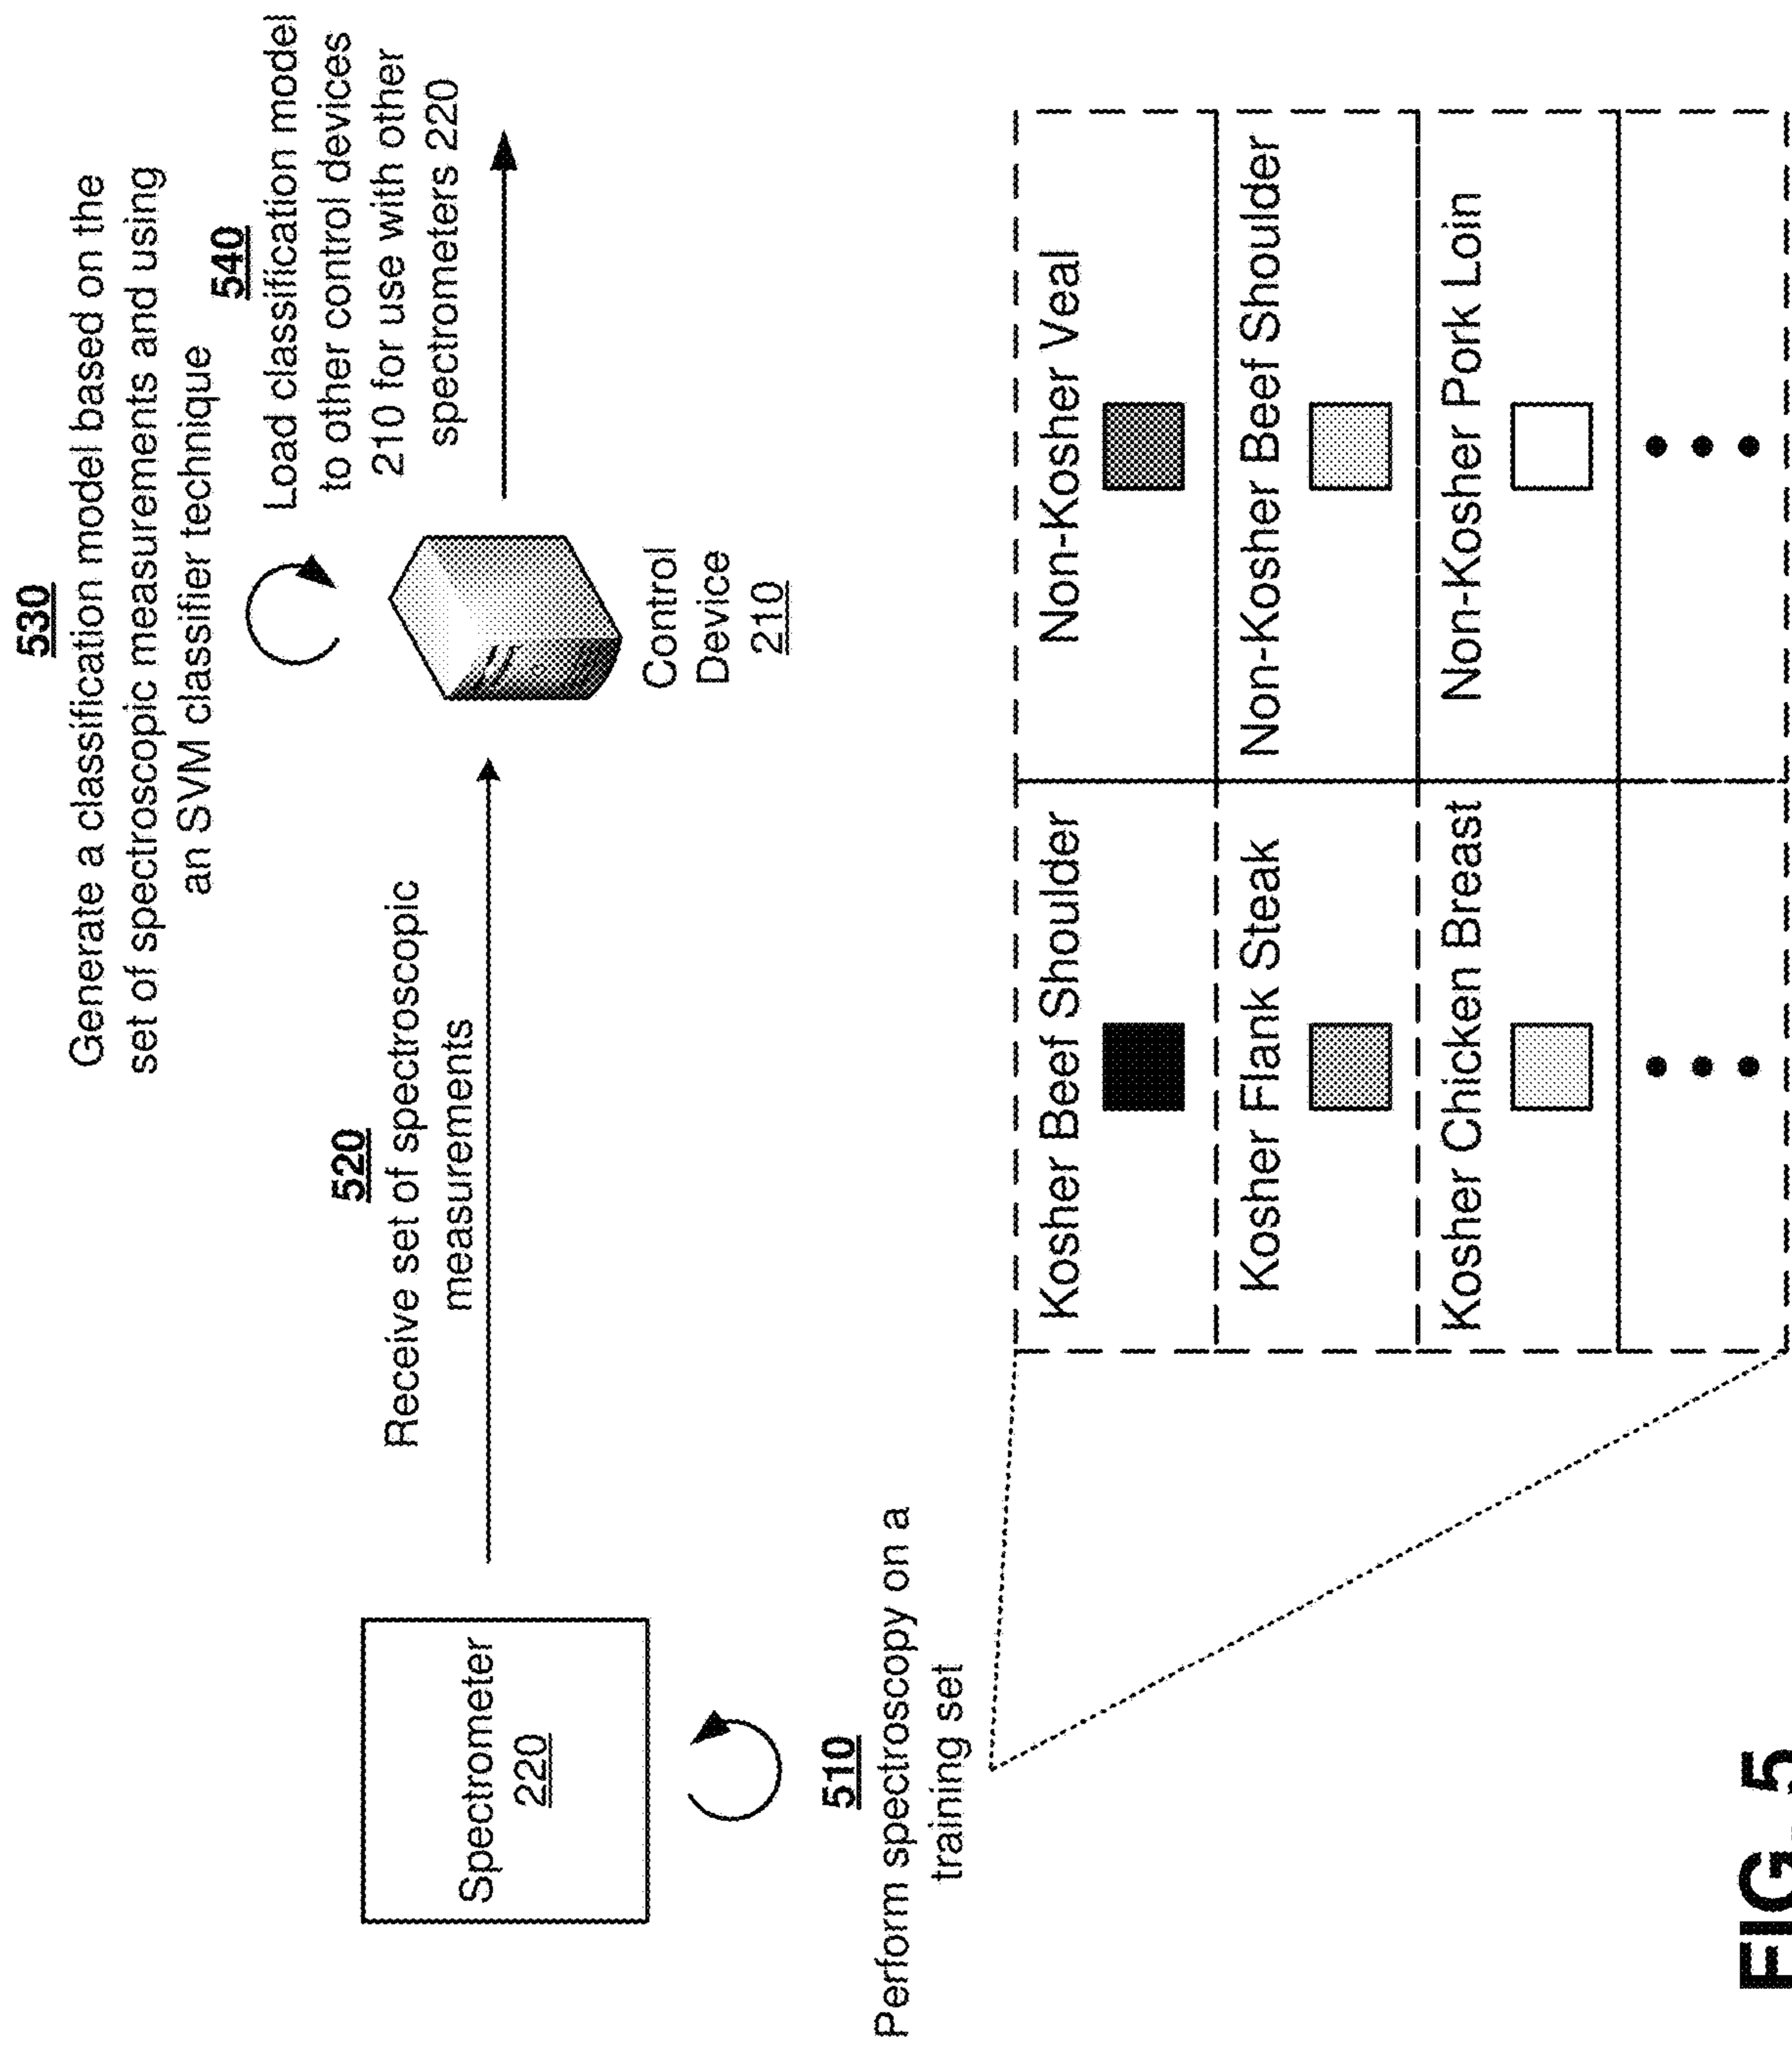 530
Generate a classification model based on the
set of spectroscopic measurements and using
an SVM classifier technique
540
Load classification model
to other control devices
210 for use with other
spectrometers 220
520
Receive set of spectroscopic
measurements
Spectrometer
220
Control
Device
210
510
Perform spectroscopy on a
training set
Kosher Beef Shoulder
Non-Kosher Veal
Kosher Flank Steak
Non-Kosher Beef Shoulder
Kosher Chicken Breast
Non-Kosher Pork Loin
FIG. 5